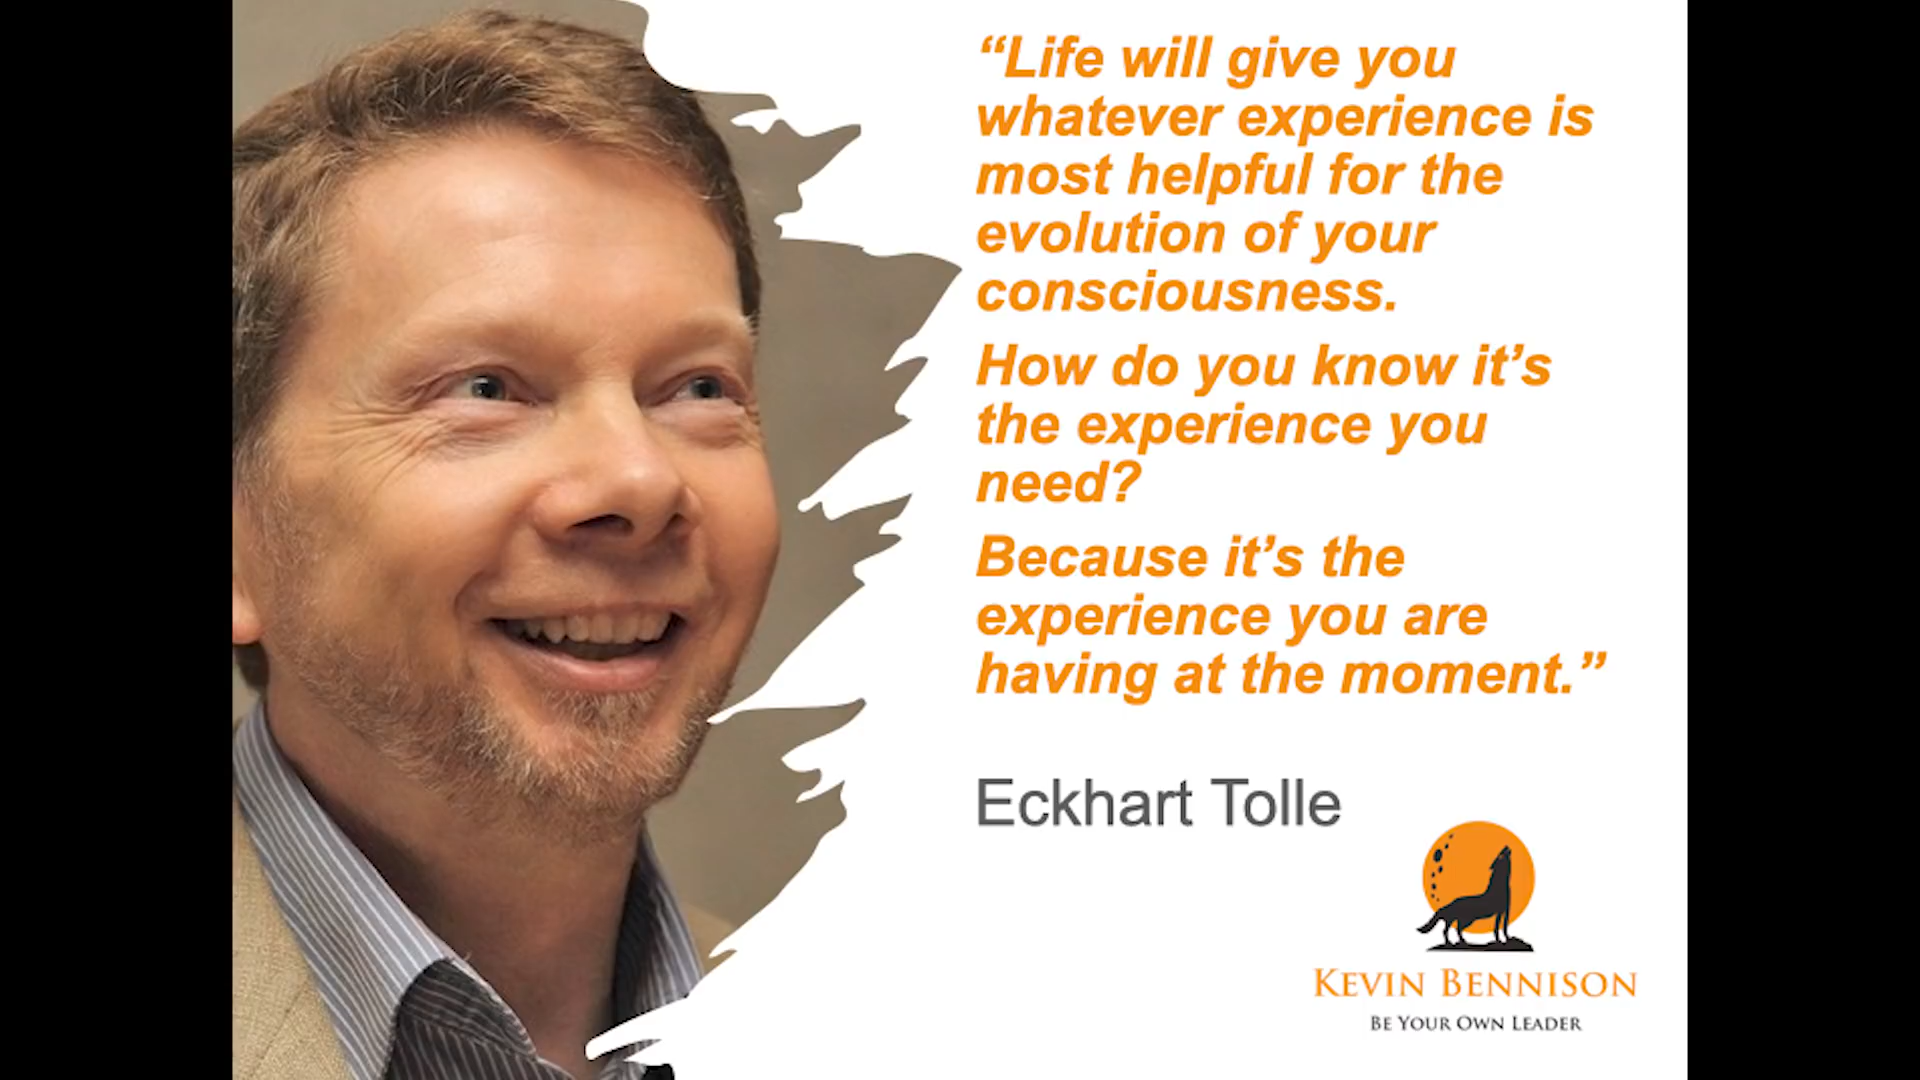 “Life will give you
whatever experience is
most helpful for the
evolution of your
consciousness.
How do you know it’s
the experience you
need?
Because it’s the
experience you are
having at the moment.”
Eckhart Tolle
KEVIN BENNISON
BE YOUR OWN LEADER